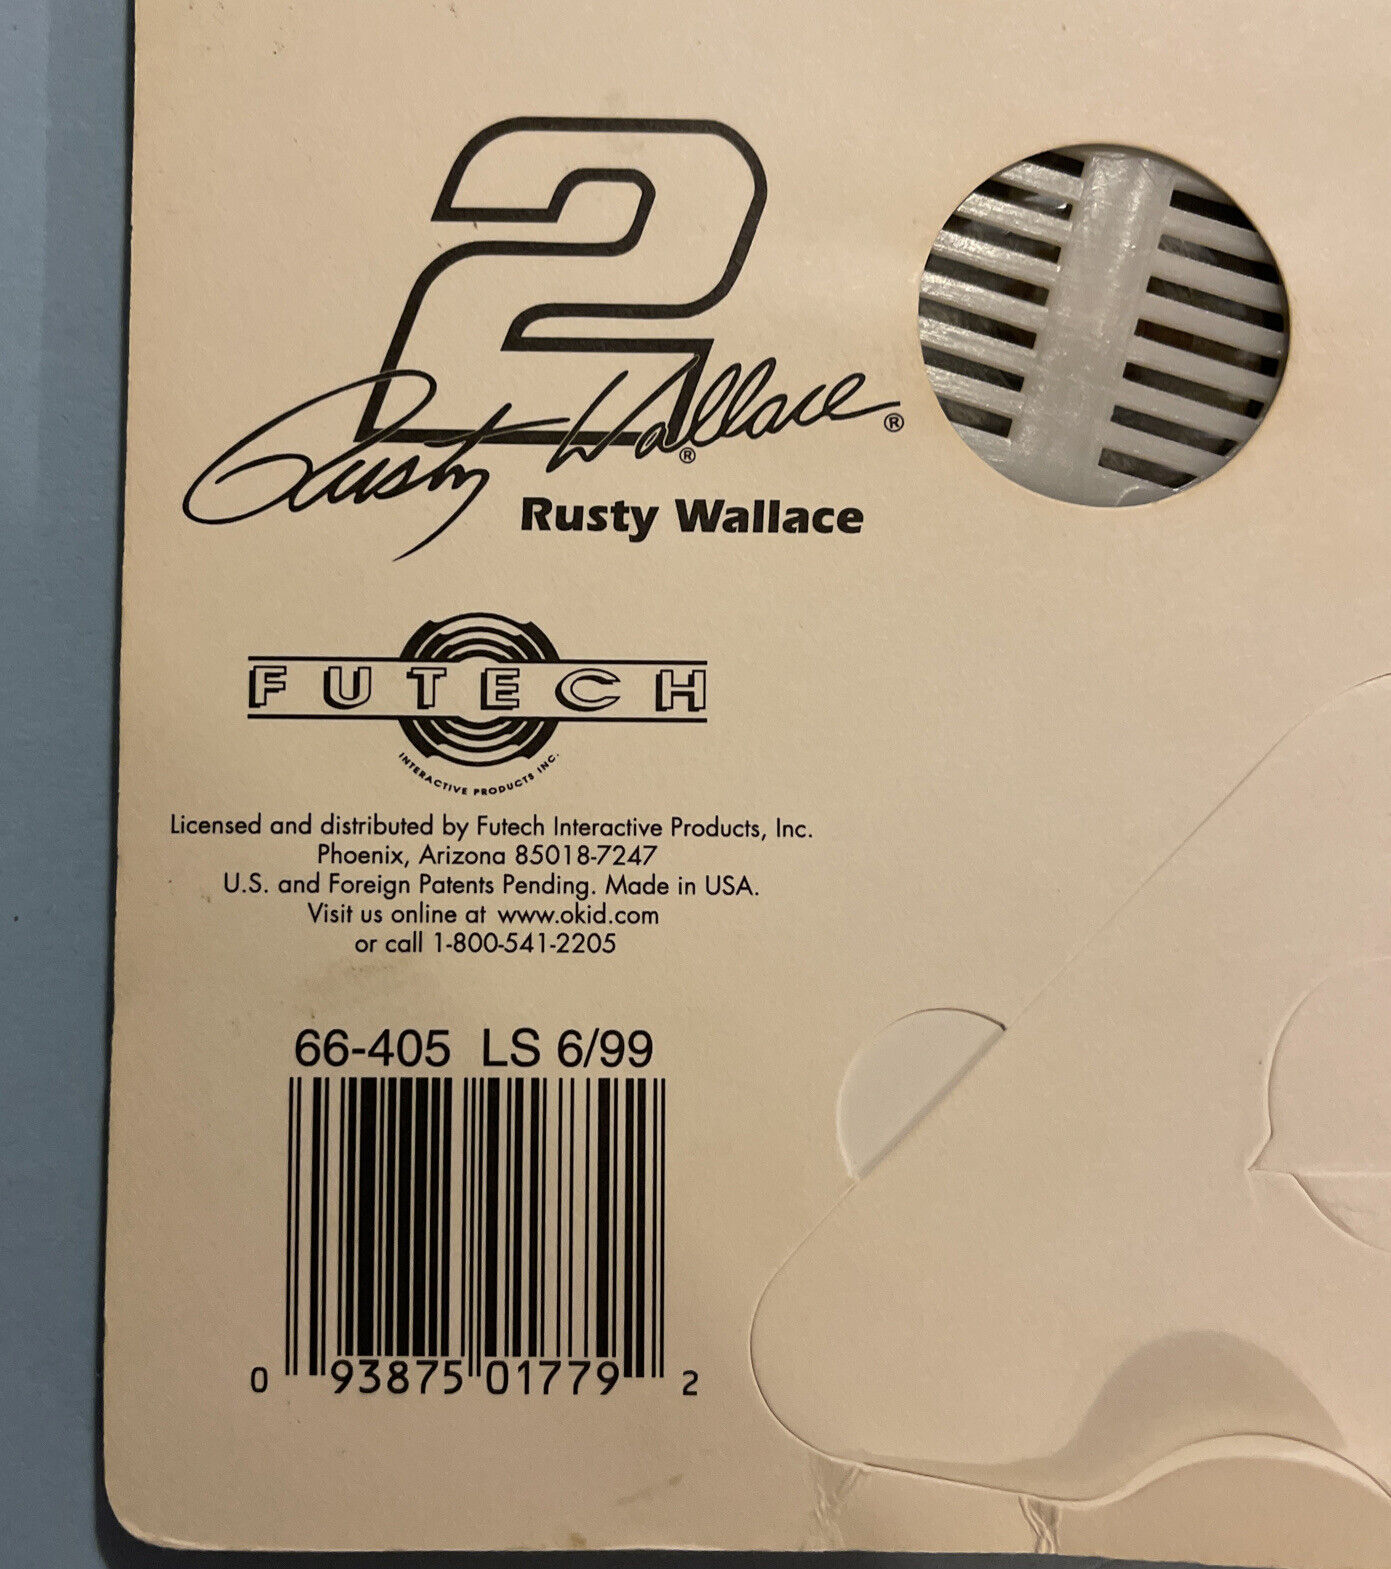 2
Rusty Wallace ®
®
Rusty Wallace
FUTECH
INTERACTIVE PRODUCTS INC.
Licensed and distributed by Futech Interactive Products, Inc.
Phoenix, Arizona 85018-7247
U.S. and Foreign Patents Pending. Made in USA.
Visit us online at www.okid.com
or call 1-800-541-2205
66-405 LS 6/99
0 93875 01779 2